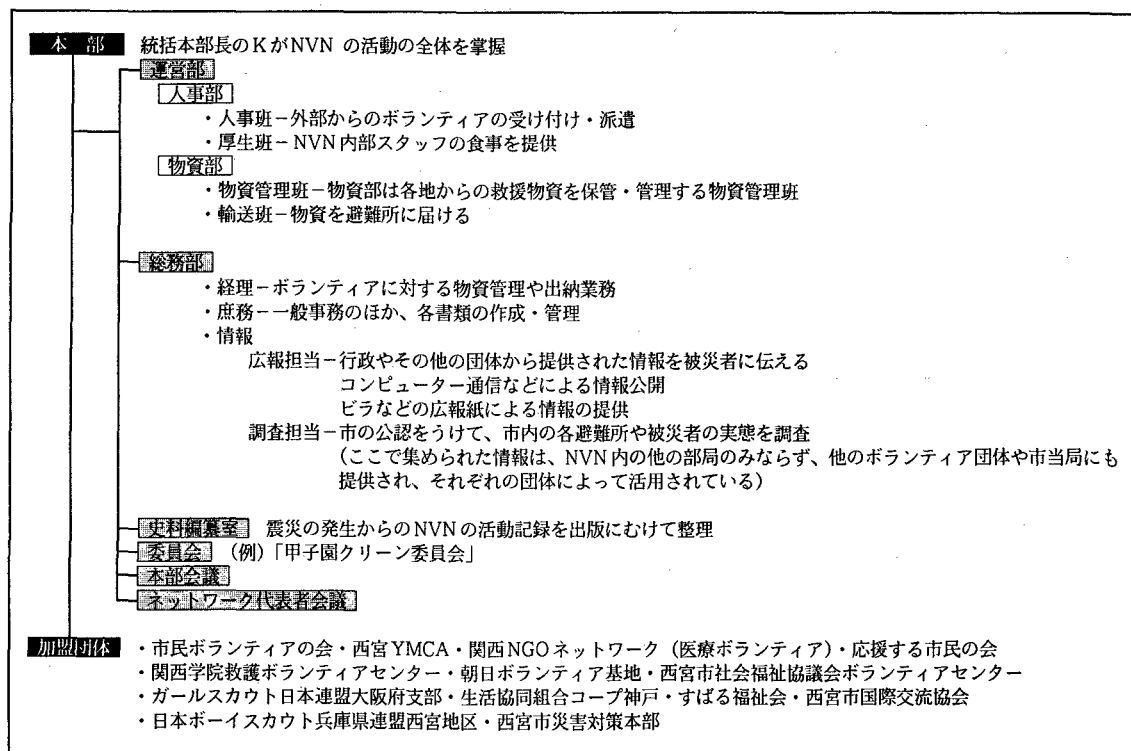 本 部 統括本部長のKがNVN の活動の全体を掌握
運営部
人事部
・人事班－外部からのボランティアの受け付け・派遣
・厚生班－NVN内部スタッフの食事を提供
物資部
・物資管理班－物資部は各地からの救援物資を保管・管理する物資管理班
・輸送班－物資を避難所に届ける
総務部
・経理－ボランティアに対する物資管理や出納業務
・庶務－一般事務のほか、各書類の作成・管理
・情報
広報担当－行政やその他の団体から提供された情報を被災者に伝える
コンピューター通信などによる情報公開
ビラなどの広報紙による情報の提供
調査担当－市の公認をうけて、市内の各避難所や被災者の実態を調査
（ここで集められた情報は、NVN内の他の部局のみならず、他のボランティア団体や市当局にも
提供され、それぞれの団体によって活用されている）
史料編纂室 震災の発生からのNVNの活動記録を出版にむけて整理
委員会 （例）「甲子園クリーン委員会」
本部会議
ネットワーク代表者会議
加盟団体 ・市民ボランティアの会・西宮YMCA・関西NGOネットワーク（医療ボランティア）・応援する市民の会
・関西学院救護ボランティアセンター・朝日ボランティア基地・西宮市社会福祉協議会ボランティアセンター
・ガールスカウト日本連盟大阪府支部・生活協同組合コープ神戸・すばる福祉会・西宮市国際交流協会
・日本ボーイスカウト兵庫県連盟西宮地区・西宮市災害対策本部